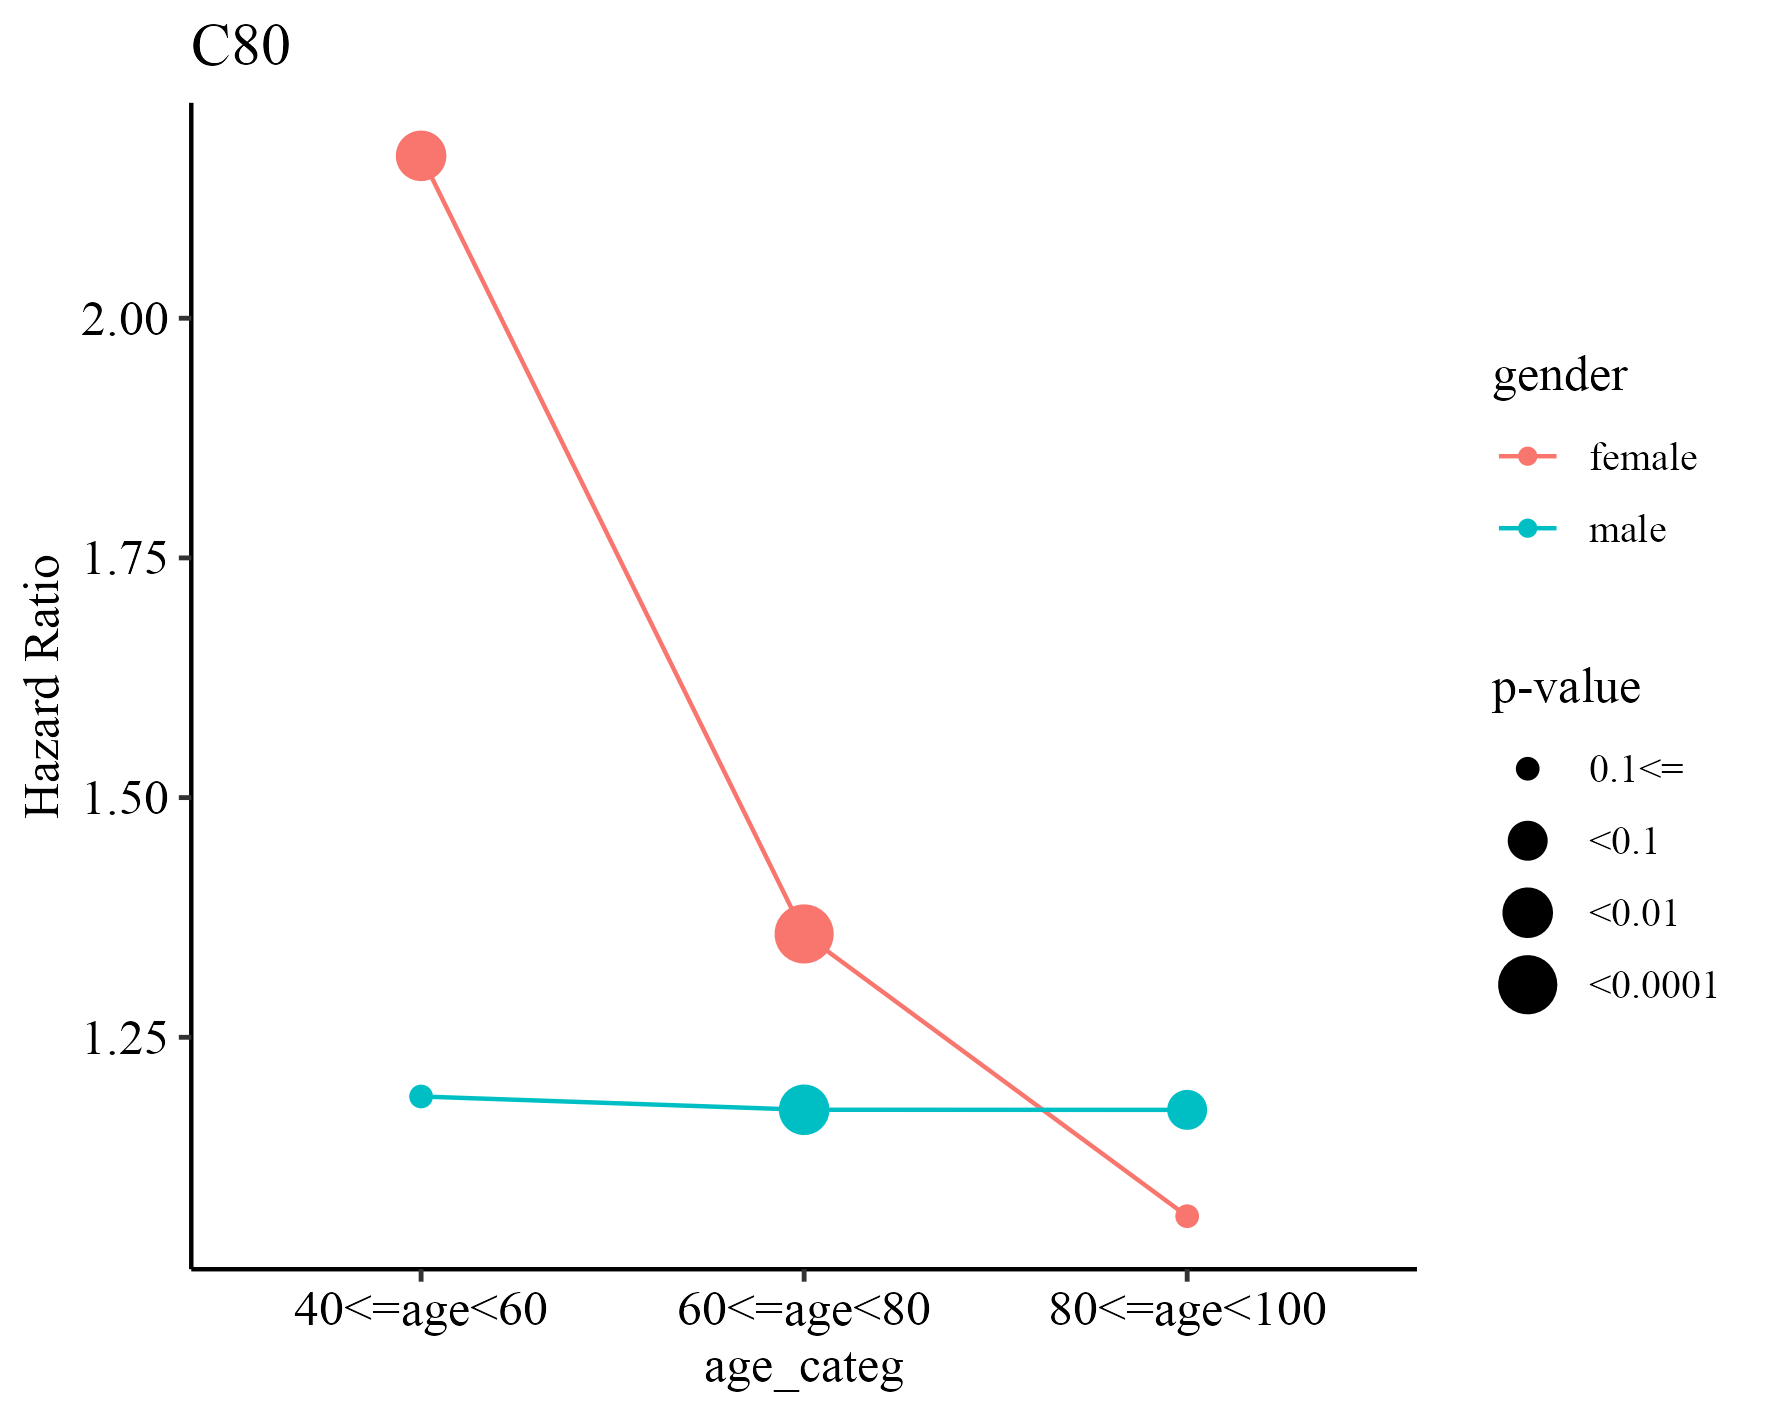 C80
2.00
1.75
1.50
1.25
Hazard Ratio
40<=age<60
60<=age<80
80<=age<100
age_categ
gender
female
male
p-value
0.1<=
<0.1
<0.01
<0.0001